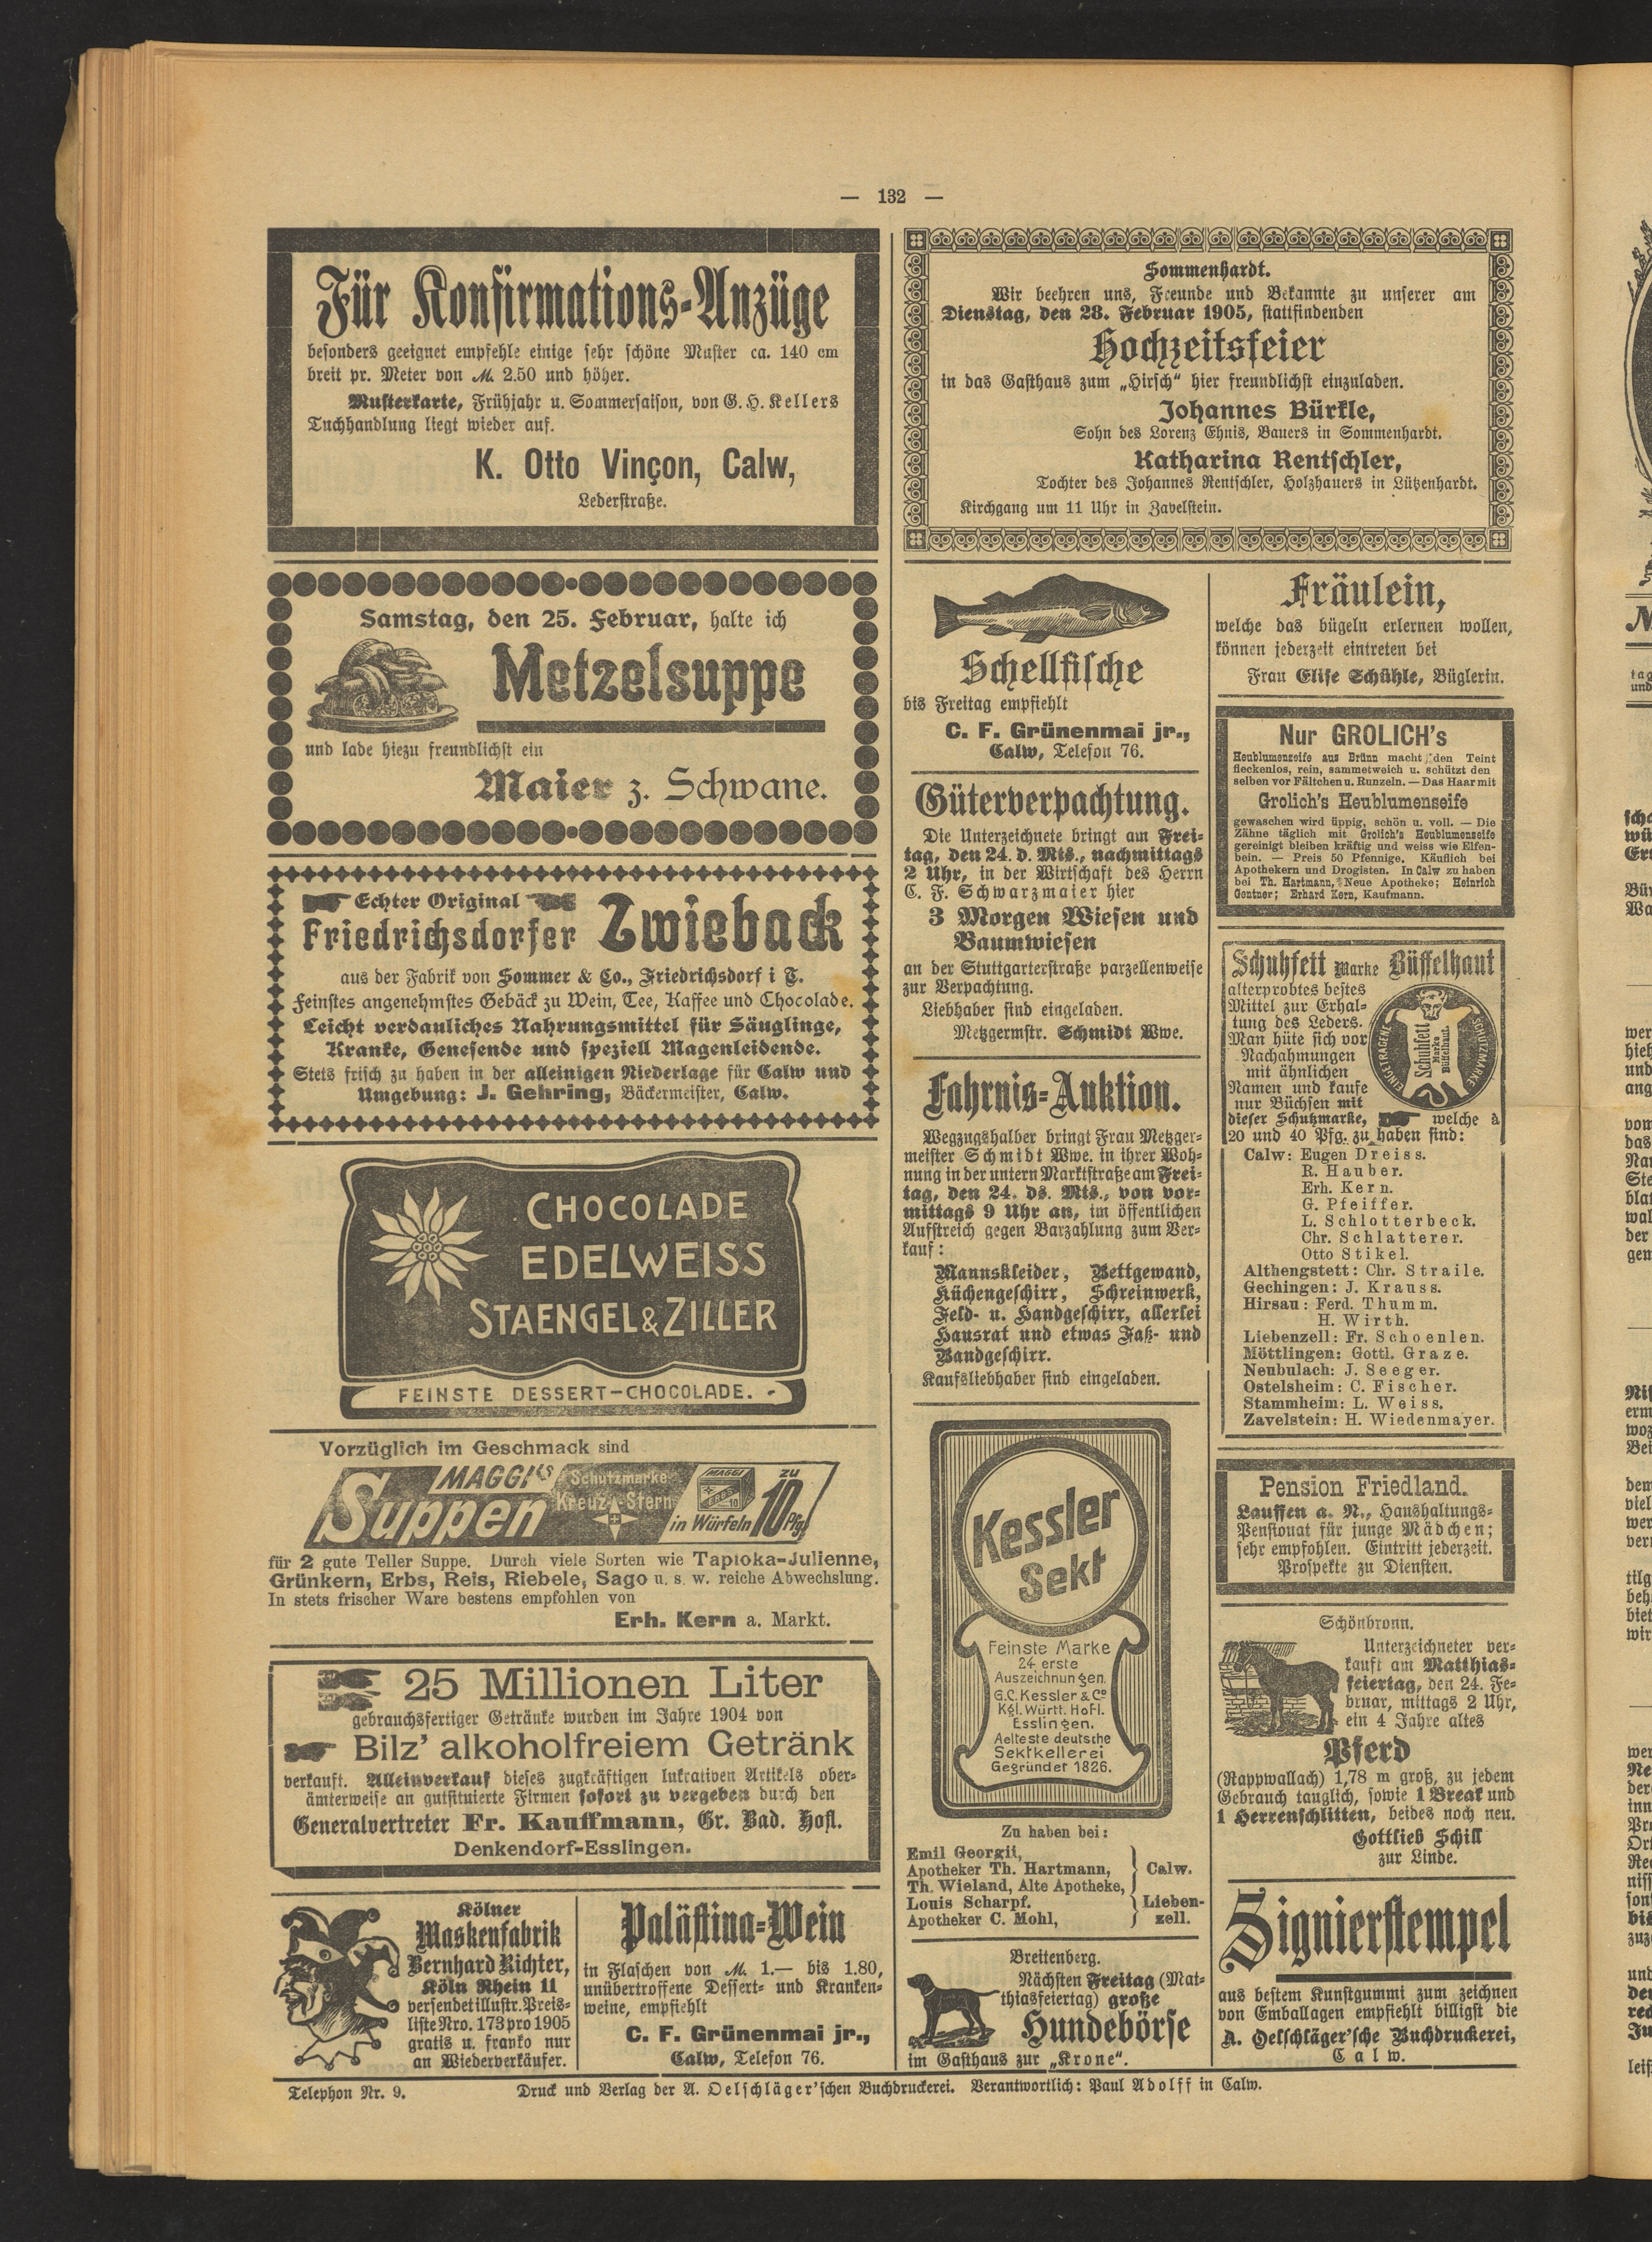 — 132 —
Für Konfirmations-Anzüge
besonders geeignet empfehle einige sehr schöne Muster ca. 140 cm
breit pr. Meter von M. 2.50 und höher.
Musterkarte, Frühjahr u. Sommersaison, von G. H. Kellers
Tuchhandlung liegt wieder auf.
K. Otto Vinçon, Calw,
Lederstraße.
Samstag, den 25. Februar, halte ich
Metzelsuppe
und lade hiezu freundlichst ein
Maier z. Schwane.
Echter Original
Friedrichsdorfer Zwieback
aus der Fabrik von Sommer & Co., Friedrichsdorf i T.
Feinstes angenehmstes Gebäck zu Wein, Tee, Kaffee und Chocolade.
Leicht verdauliches Nahrungsmittel für Säuglinge,
Kranke, Genesende und speziell Magenleidende.
Stets frisch zu haben in der alleinigen Niederlage für Calw und
Umgebung: J. Gehring, Bäckermeister, Calw.
CHOCOLADE
EDELWEISS
STAENGEL & ZILLER
FEINSTE DESSERT-CHOCOLADE.
Vorzüglich im Geschmack sind
MAGGI's Suppen
Schutzmarke
Kreuz-Stern
MAGGI
ERBS
10
in Würfeln
zu 10 Pfg.
für 2 gute Teller Suppe. Durch viele Sorten wie Tapioka-Julienne,
Grünkern, Erbs, Reis, Riebele, Sago u. s. w. reiche Abwechslung.
In stets frischer Ware bestens empfohlen von
Erh. Kern a. Markt.
25 Millionen Liter
gebrauchsfertiger Getränke wurden im Jahre 1904 von
Bilz' alkoholfreiem Getränk
verkauft. Alleinverkauf dieses zugkräftigen lukrativen Artikels ober-
ämterweise an gutsituierte Firmen sofort zu vergeben durch den
Generalvertreter Fr. Kauffmann, Gr. Bad. Hofl.
Denkendorf-Esslingen.
Kölner
Maskenfabrik
Bernhard Richter,
Köln Rhein 11
versendet illustr. Preis-
liste Nro. 173 pro 1905
gratis u. franko nur
an Wiederverkäufer.
Palästina-Wein
in Flaschen von M. 1.— bis 1.80,
unübertroffene Dessert- und Kranken-
weine, empfiehlt
C. F. Grünenmai jr.,
Calw, Telefon 76.
Sommenhardt.
Wir beehren uns, Freunde und Bekannte zu unserer am
Dienstag, den 28. Februar 1905, stattfindenden
Hochzeitsfeier
in das Gasthaus zum „Hirsch“ hier freundlichst einzuladen.
Johannes Bürkle,
Sohn des Lorenz Ehnis, Bauers in Sommenhardt.
Katharina Rentschler,
Tochter des Johannes Rentschler, Holzhauers in Lützenhardt.
Kirchgang um 11 Uhr in Zavelstein.
Schellfische
bis Freitag empfiehlt
C. F. Grünenmai jr.,
Calw, Telefon 76.
Güterverpachtung.
Die Unterzeichnete bringt am Frei-
tag, den 24. d. Mts., nachmittags
2 Uhr, in der Wirtschaft des Herrn
C. F. Schwarzmaier hier
3 Morgen Wiesen und
Baumwiesen
an der Stuttgarterstraße parzellenweise
zur Verpachtung.
Liebhaber sind eingeladen.
Metzgermstr. Schmidt Wwe.
Fahrnis-Auktion.
Wegzugshalber bringt Frau Metzger-
meister Schmidt Wwe. in ihrer Woh-
nung in der untern Marktstraße am Frei-
tag, den 24. ds. Mts., von vor-
mittags 9 Uhr an, im öffentlichen
Aufstreich gegen Barzahlung zum Ver-
kauf:
Mannskleider, Bettgewand,
Küchengeschirr, Schreinwerk,
Feld- u. Handgeschirr, allerlei
Hausrat und etwas Faß- und
Bandgeschirr.
Kaufsliebhaber sind eingeladen.
Kessler
Sekt
Feinste Marke
24 erste
Auszeichnungen.
G.C. Kessler & Co
Kgl. Württ. Hofl.
Esslingen.
Aelteste deutsche
Sektkellerei
Gegründer 1826.
Zu haben bei:
Emil Georgii,
Apotheker Th. Hartmann,
Th. Wieland, Alte Apotheke,
Calw.
Louis Scharpf.
Apotheker C. Mohl,
Lieben-
zell.
Breitenberg.
Nächsten Freitag (Mat-
thiasfeiertag) große
Hundebörse
im Gasthaus zur „Krone“.
Fräulein,
welche das bügeln erlernen wollen,
können jederzeit eintreten bei
Frau Elise Schühle, Büglerin.
Nur GROLICH's
Heublumenseife aus Brünn macht den Teint
fleckenlos, rein, sammetweich u. schützt den
selben vor Fältchen u. Runzeln. — Das Haar mit
Grolich's Heublumenseife
gewaschen wird üppig, schön u. voll. — Die
Zähne täglich mit Grolich's Heublumenseife
gereinigt bleiben kräftig und weiss wie Elfen-
bein. — Preis 50 Pfennige. Käuflich bei
Apothekern und Drogisten. In Calw zu haben
bei Th. Hartmann, Neue Apotheke; Heinrich
Gentner; Erhard Kern, Kaufmann.
Schuhfett Marke Büffelhaut
alterprobtes bestes
Mittel zur Erhal-
tung des Leders.
Man hüte sich vor
Nachahmungen
mit ähnlichen
Namen und kaufe
nur Büchsen mit
dieser Schutzmarke, welche à
20 und 40 Pfg. zu haben sind:
EINGETRAGENE
Schuhfett
Marke
Büffelhaut.
SCHUTZMARKE
Calw: Eugen Dreiss.
R. Hauber.
Erh. Kern.
G. Pfeiffer.
L. Schlotterbeck.
Chr. Schlatterer.
Otto Stikel.
Althengstett: Chr. Straile.
Gechingen: J. Krauss.
Hirsau: Ferd. Thumm.
H. Wirth.
Liebenzell: Fr. Schoenlen.
Möttlingen: Gottl. Graze.
Neubulach: J. Seeger.
Ostelsheim: C. Fischer.
Stammheim: L. Weiss.
Zavelstein: H. Wiedenmayer.
Pension Friedland.
Lauffen a. N., Haushaltungs-
Pensionat für junge Mädchen;
sehr empfohlen. Eintritt jederzeit.
Prospekte zu Diensten.
Schönbronn.
Unterzeichneter ver-
kauft am Matthias-
feiertag, den 24. Fe-
bruar, mittags 2 Uhr,
ein 4 Jahre altes
Pferd
(Rappwallach) 1,78 m groß, zu jedem
Gebrauch tauglich, sowie 1 Break und
1 Herrenschlitten, beides noch neu.
Gottlieb Schill
zur Linde.
Signierstempel
aus bestem Kunstgummi zum zeichnen
von Emballagen empfiehlt billigst die
A. Oelschläger'sche Buchdruckerei,
Calw.
Telephon Nr. 9. Druck und Verlag der A. Oelschläger'schen Buchdruckerei. Verantwortlich: Paul Adolff in Calw.